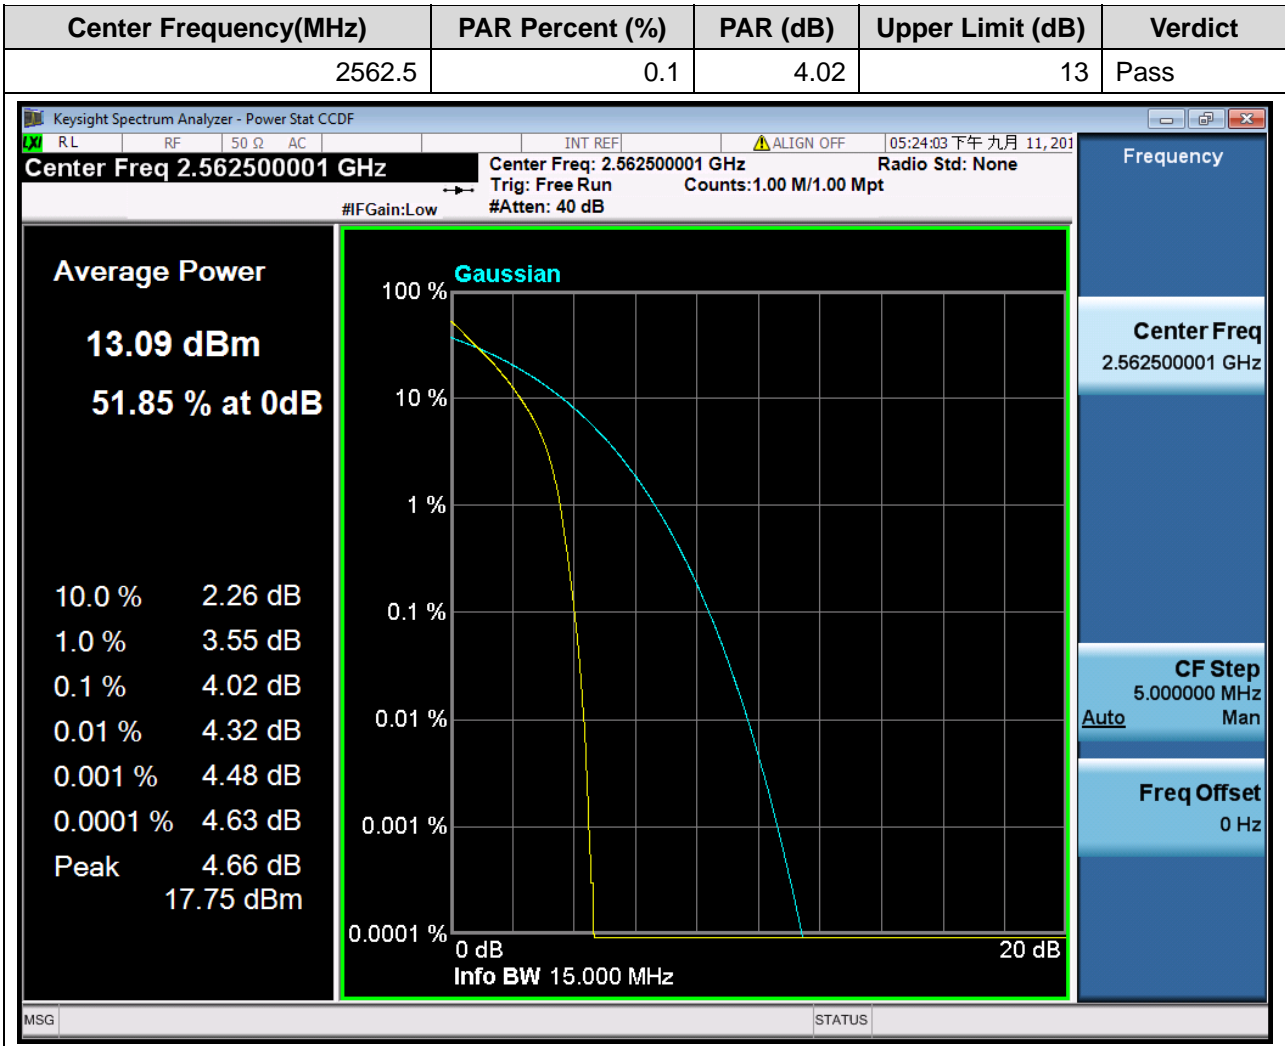 Center Frequency(MHz) PAR Percent (%) PAR (dB) Upper Limit (dB) Verdict
2562.5 0.1 4.02 13 Pass
Keysight Spectrum Analyzer - Power Stat CCDF
LXI RL RF 50 Ω AC INT REF ALIGN OFF 05:24:03 下午 九月 11, 201
Center Freq 2.562500001 GHz
Center Freq: 2.562500001 GHz Radio Std: None
Trig: Free Run Counts:1.00 M/1.00 Mpt
#IFGain:Low #Atten: 40 dB
Average Power
13.09 dBm
51.85 % at 0dB
10.0 % 2.26 dB
1.0 % 3.55 dB
0.1 % 4.02 dB
0.01 % 4.32 dB
0.001 % 4.48 dB
0.0001 % 4.63 dB
Peak 4.66 dB
17.75 dBm
Gaussian
100 %
10 %
1 %
0.1 %
0.01 %
0.001 %
0.0001 %
0 dB 20 dB
Info BW 15.000 MHz
Frequency
Center Freq
2.562500001 GHz
CF Step
5.000000 MHz
Auto Man
Freq Offset
0 Hz
MSG STATUS